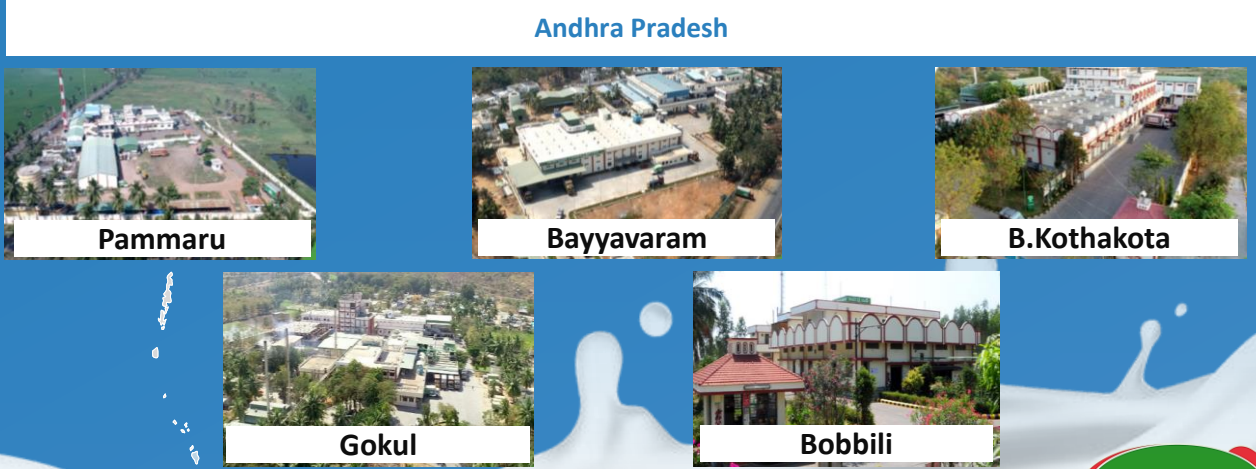 Andhra Pradesh
Pammaru
Bayyavaram
B.Kothakota
Gokul
Bobbili